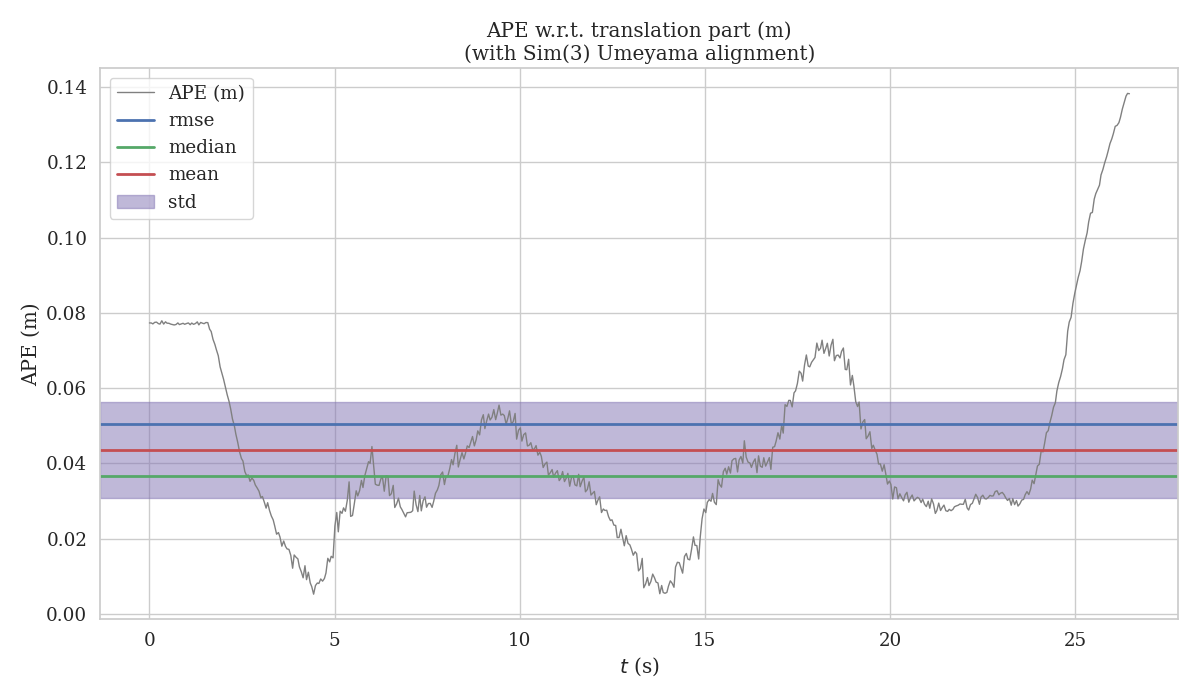 APE w.r.t. translation part (m)
(with Sim(3) Umeyama alignment)
APE (m)
rmse
median
mean
std
APE (m)
0.14
0.12
0.10
0.08
0.06
0.04
0.02
0.00
0 5 10 15 20 25
t (s)